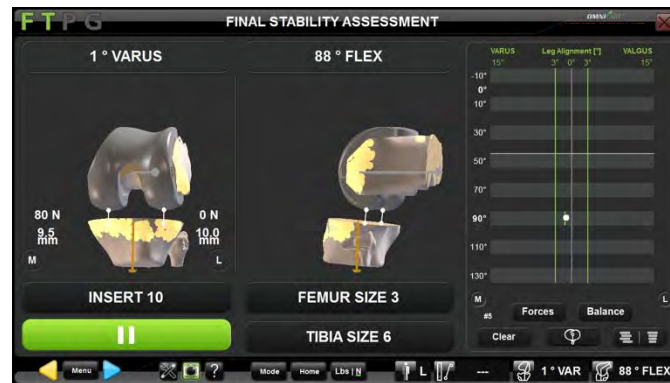 F T P G
FINAL STABILITY ASSESSMENT
1 ° VARUS
88 ° FLEX
80 N
9.5
mm
M
0 N
10.0
mm
L
INSERT 10
FEMUR SIZE 3
TIBIA SIZE 6
VARUS Leg Alignment [°] VALGUS
15° 3° 0° 3° 15°
-10°
0°
10°
30°
50°
70°
90°
110°
130°
M
L
#5
Forces
Balance
Clear
Menu
?
Mode
Home
Lbs | N
L
---
1 ° VAR
88 ° FLEX